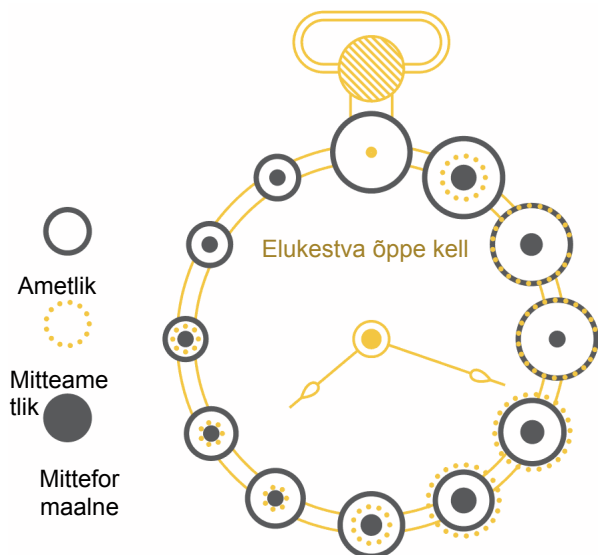 Elukestva õppe kell
Ametlik
Mitteame
tlik
Mittefor
maalne